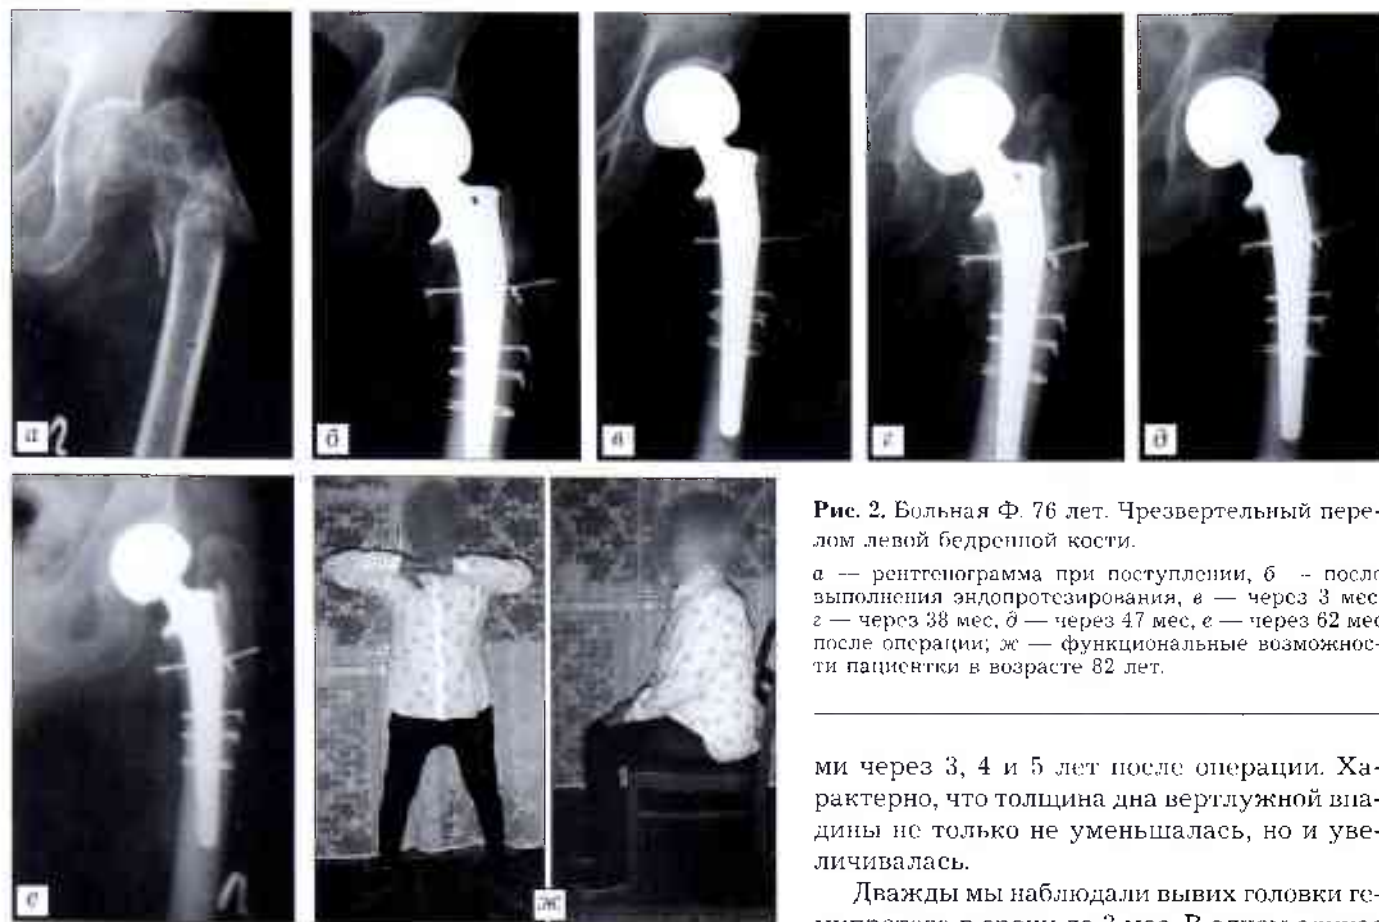 а
б
в
г
д
е
ж
Рис. 2. Больная Ф. 76 лет. Чрезвертельный пере-
лом левой бедренной кости.
а — рентгенограмма при поступлении, б – после
выполнения эндопротезирования, в — через 3 мес
г — через 38 мес, д — через 47 мес, е — через 62 мес
после операции; ж — функциональные возможнос-
ти пациентки в возрасте 82 лет.
ми через 3, 4 и 5 лет после операции. Ха-
рактерно, что толщина дна вертлужной впа-
дины не только не уменьшалась, но и уве-
личивалась.
Дважды мы наблюдали вывих головки ге-